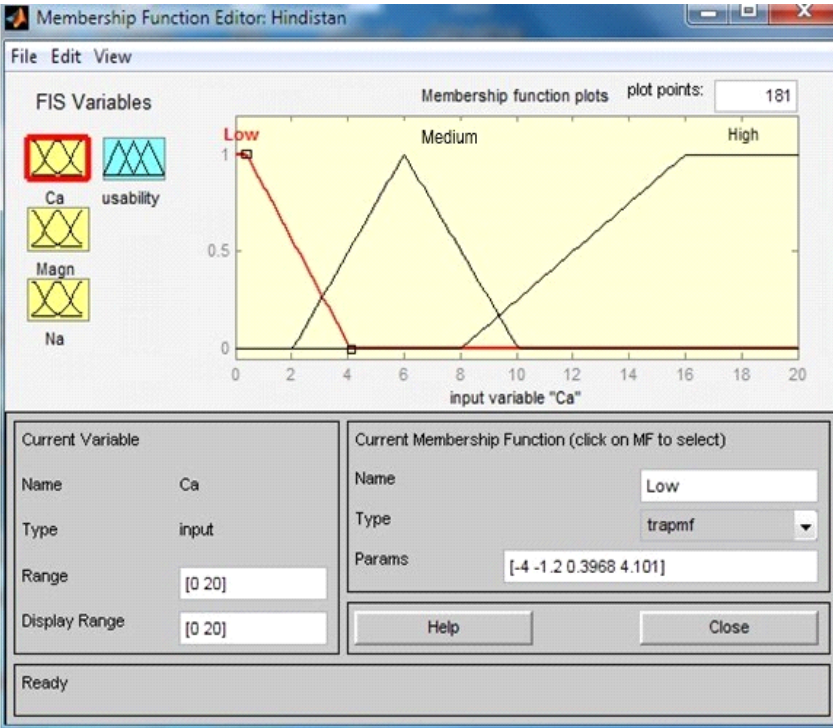 Membership Function Editor: Hindistan
File Edit View
FIS Variables
Membership function plots plot points: 181
Ca
usability
Magn
Na
Low Medium High
1
0.5
0
0 2 4 6 8 10 12 14 16 18 20
input variable "Ca"
Current Variable
Name Ca
Type input
Range [0 20]
Display Range [0 20]
Current Membership Function (click on MF to select)
Name Low
Type trapmf
Params [-4 -1.2 0.3968 4.101]
Help Close
Ready